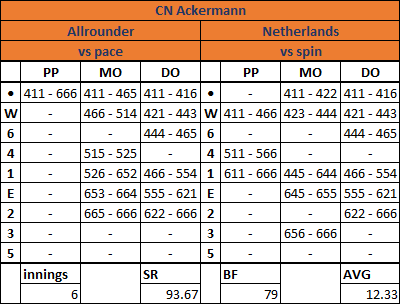 CN Ackermann
Allrounder Netherlands
vs pace vs spin
PP MO DO PP MO DO
• 411 - 666 411 - 465 411 - 416 • - 411 - 422 411 - 416
W - 466 - 514 421 - 443 W 411 - 466 423 - 444 421 - 443
6 - - 444 - 465 6 - - 444 - 465
4 - 515 - 525 - 4 511 - 566 - -
1 - 526 - 652 466 - 554 1 611 - 666 445 - 644 466 - 554
E - 653 - 664 555 - 621 E - 645 - 655 555 - 621
2 - 665 - 666 622 - 666 2 - - 622 - 666
3 - - - 3 - 656 - 666 -
5 - - - 5 - - -
innings SR BF AVG
6 93.67 79 12.33